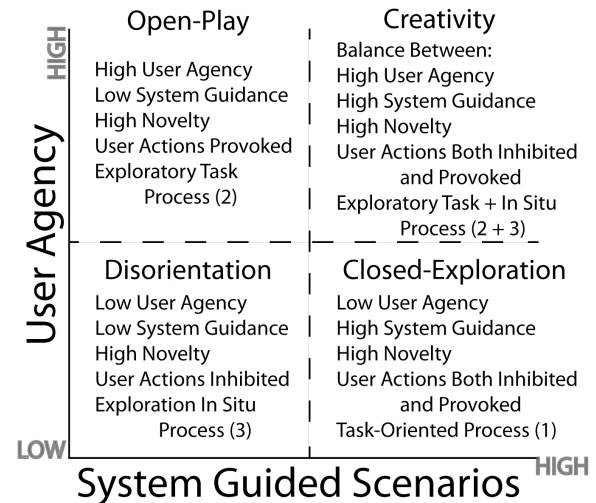 Open-Play
High User Agency
Low System Guidance
High Novelty
User Actions Provoked
Exploratory Task
Process (2)
Creativity
Balance Between:
High User Agency
High System Guidance
High Novelty
User Actions Both Inhibited
and Provoked
Exploratory Task + In Situ
Process (2 + 3)
Disorientation
Low User Agency
Low System Guidance
High Novelty
User Actions Inhibited
Exploration In Situ
Process (3)
Closed-Exploration
Low User Agency
High System Guidance
High Novelty
User Actions Both Inhibited
and Provoked
Task-Oriented Process (1)
HIGH
User Agency
LOW
System Guided Scenarios
HIGH